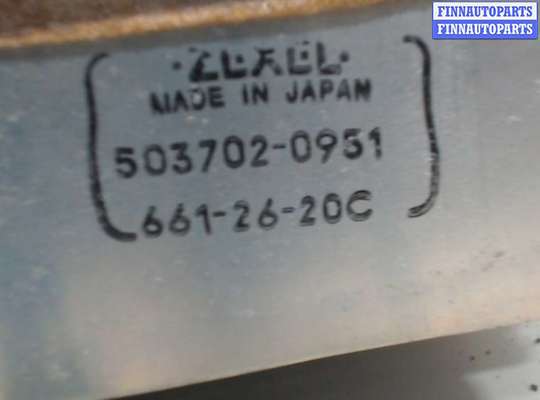 FINNAUTOPARTS
FINNAUTOPARTS
ZEXEL
MADE IN JAPAN
503702-0951
661-26-20C